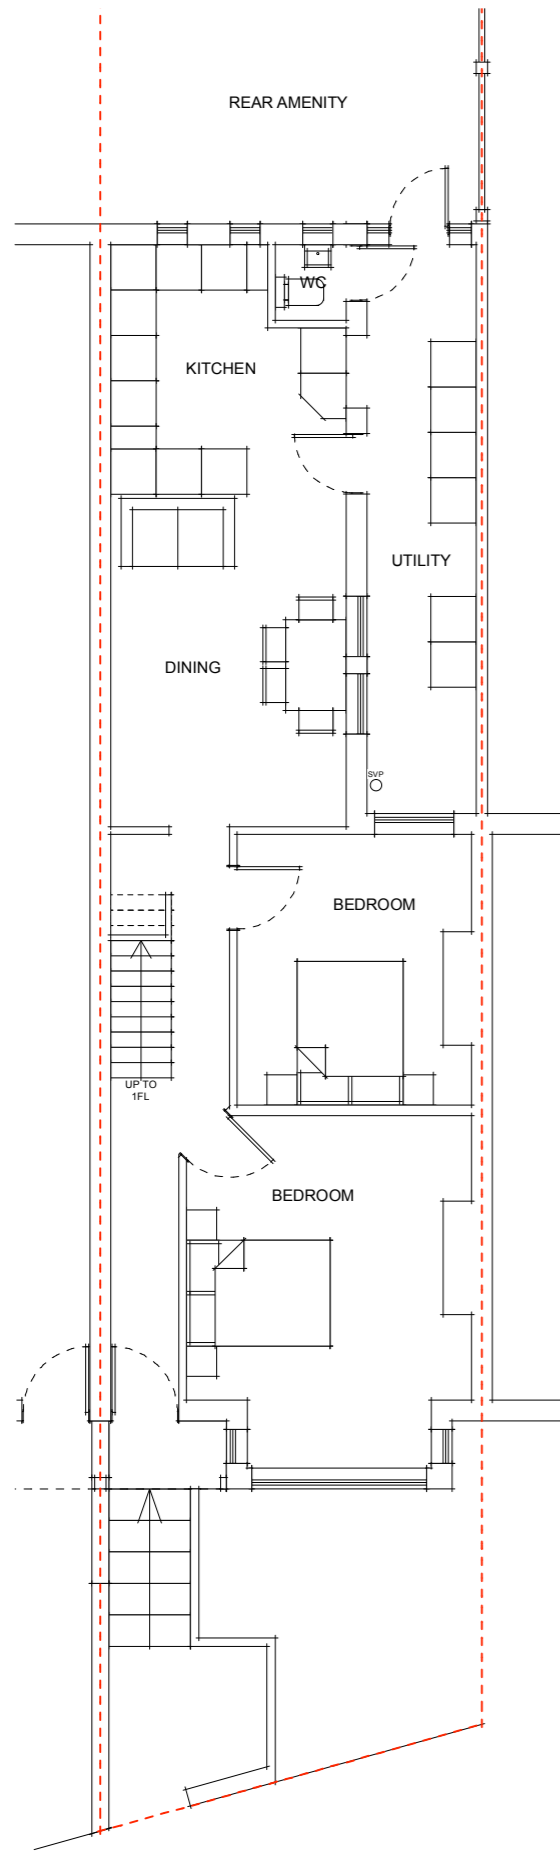 REAR AMENITY
WC
KITCHEN
UTILITY
DINING
SVP
BEDROOM
UP TO
1FL
BEDROOM